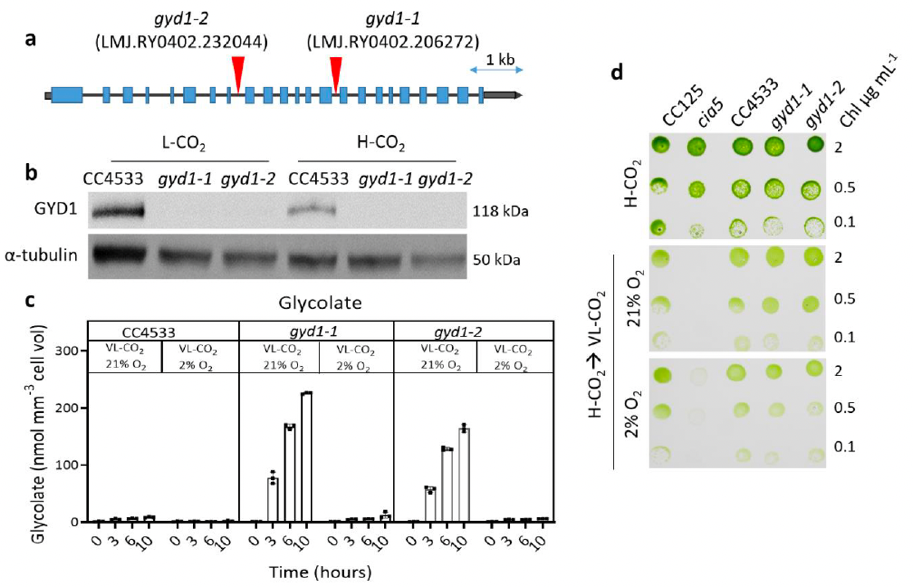 a
gyd1-2
(LMJ.RY0402.232044)
gyd1-1
(LMJ.RY0402.206272)
1 kb
b
L-CO₂
H-CO₂
CC4533 gyd1-1 gyd1-2 CC4533 gyd1-1 gyd1-2
GYD1
118 kDa
α-tubulin
50 kDa
c
Glycolate
CC4533
gyd1-1
gyd1-2
VL-CO₂ VL-CO₂ VL-CO₂ VL-CO₂ VL-CO₂ VL-CO₂
21% O₂ 2% O₂ 21% O₂ 2% O₂ 21% O₂ 2% O₂
Glycolate (nmol mm⁻³ cell vol)
300
200
100
0
0 3 6 10 0 3 6 10 0 3 6 10 0 3 6 10 0 3 6 10 0 3 6 10
Time (hours)
d
CC125
cia5
CC4533
gyd1-1
gyd1-2
Chl µg mL⁻¹
H-CO₂
2
0.5
0.1
H-CO₂→ VL-CO₂
21% O₂
2
0.5
0.1
2% O₂
2
0.5
0.1